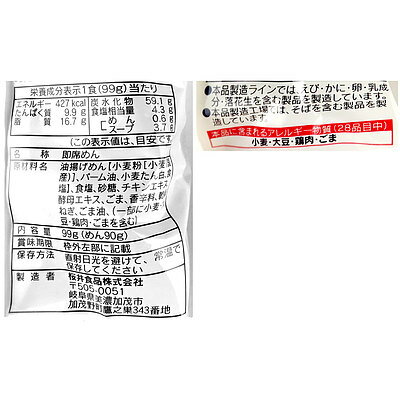 栄養成分表示1食(99g)当たり
エネルギー 427 kcal 炭水化物 59.1 g
たんぱく質 9.9 g 食塩相当量 4.3 g
脂質 16.7 g めん 0.6 g
スープ 3.7 g
(この表示値は、目安です。)
名称 即席めん
原材料名 油揚げめん[小麦粉(小麦(国
産))、パーム油、小麦たん白、食
塩]、食塩、砂糖、チキンエキス、
酵母エキス、ごま、香辛料、乾燥
ねぎ、ごま油、(一部に小麦・大
豆・鶏肉・ごまを含む)
内容量 99g(めん90g)
賞味期限 枠外左部に記載
保存方法 直射日光を避けて、常温で
保存してください
製造者 桜井食品株式会社
〒505-0051
岐阜県美濃加茂市
加茂野町鷹之巣343番地
●本品製造ラインでは、えび・かに・卵・乳成
分・落花生を含む製品を製造しています。
●本品製造工場では、そばを含む製品を製
造しています。
本品に含まれるアレルギー物質(28品目中)
小麦・大豆・鶏肉・ごま